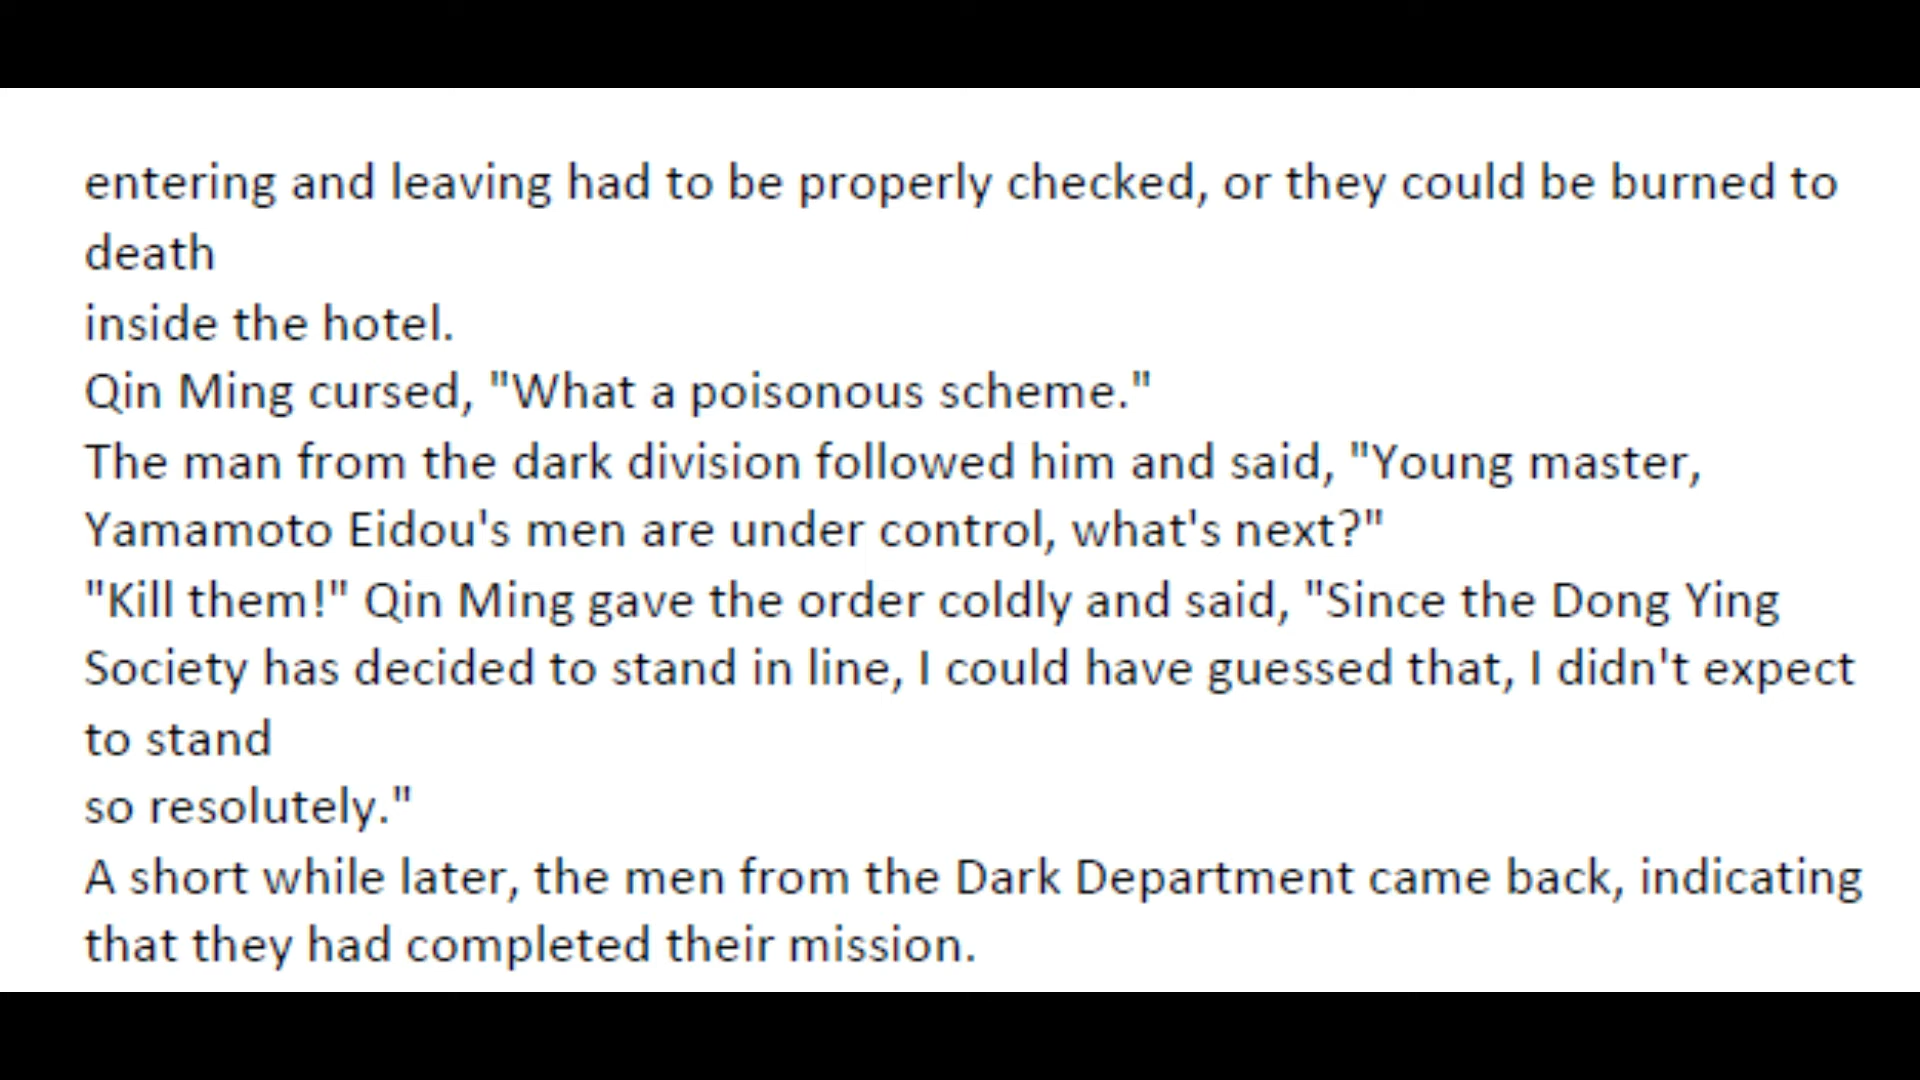 entering and leaving had to be properly checked, or they could be burned to
death
inside the hotel.
Qin Ming cursed, "What a poisonous scheme."
The man from the dark division followed him and said, "Young master,
Yamamoto Eidou's men are under control, what's next?"
"Kill them!" Qin Ming gave the order coldly and said, "Since the Dong Ying
Society has decided to stand in line, I could have guessed that, I didn't expect
to stand
so resolutely."
A short while later, the men from the Dark Department came back, indicating
that they had completed their mission.